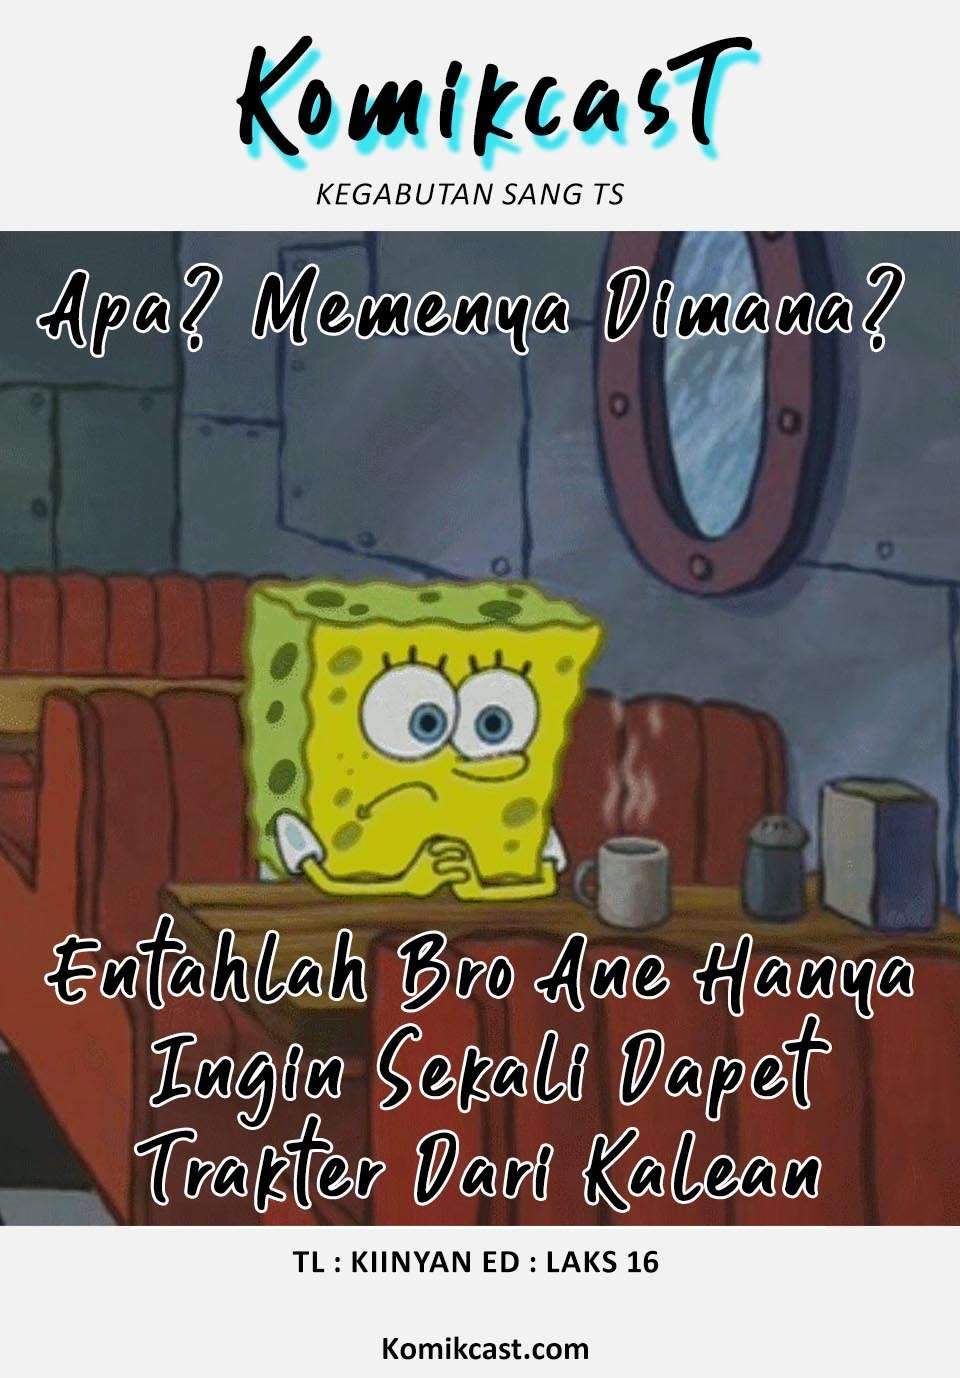 KomikcasT
KEGABUTAN SANG TS
Apa? Memenya Dimana?
Entahlah Bro Ane Hanya
Ingin Sekali Dapet
Trakter Dari Kalean
TL : KIINYAN ED : LAKS 16
Komikcast.com